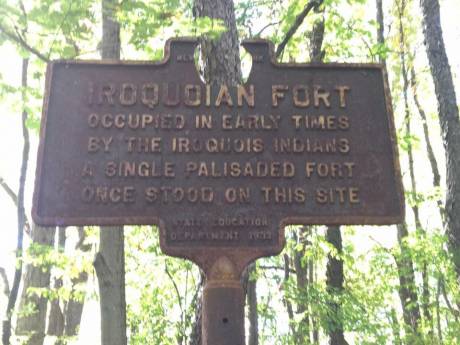 IROQUOIAN FORT
OCCUPIED IN EARLY TIMES
BY THE IROQUOIS INDIANS
A SINGLE PALISADED FORT
ONCE STOOD ON THIS SITE
STATE EDUCATION
DEPARTMENT 1933